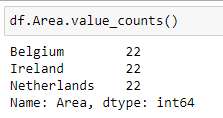 df.Area.value_counts()
Belgium 22
Ireland 22
Netherlands 22
Name: Area, dtype: int64